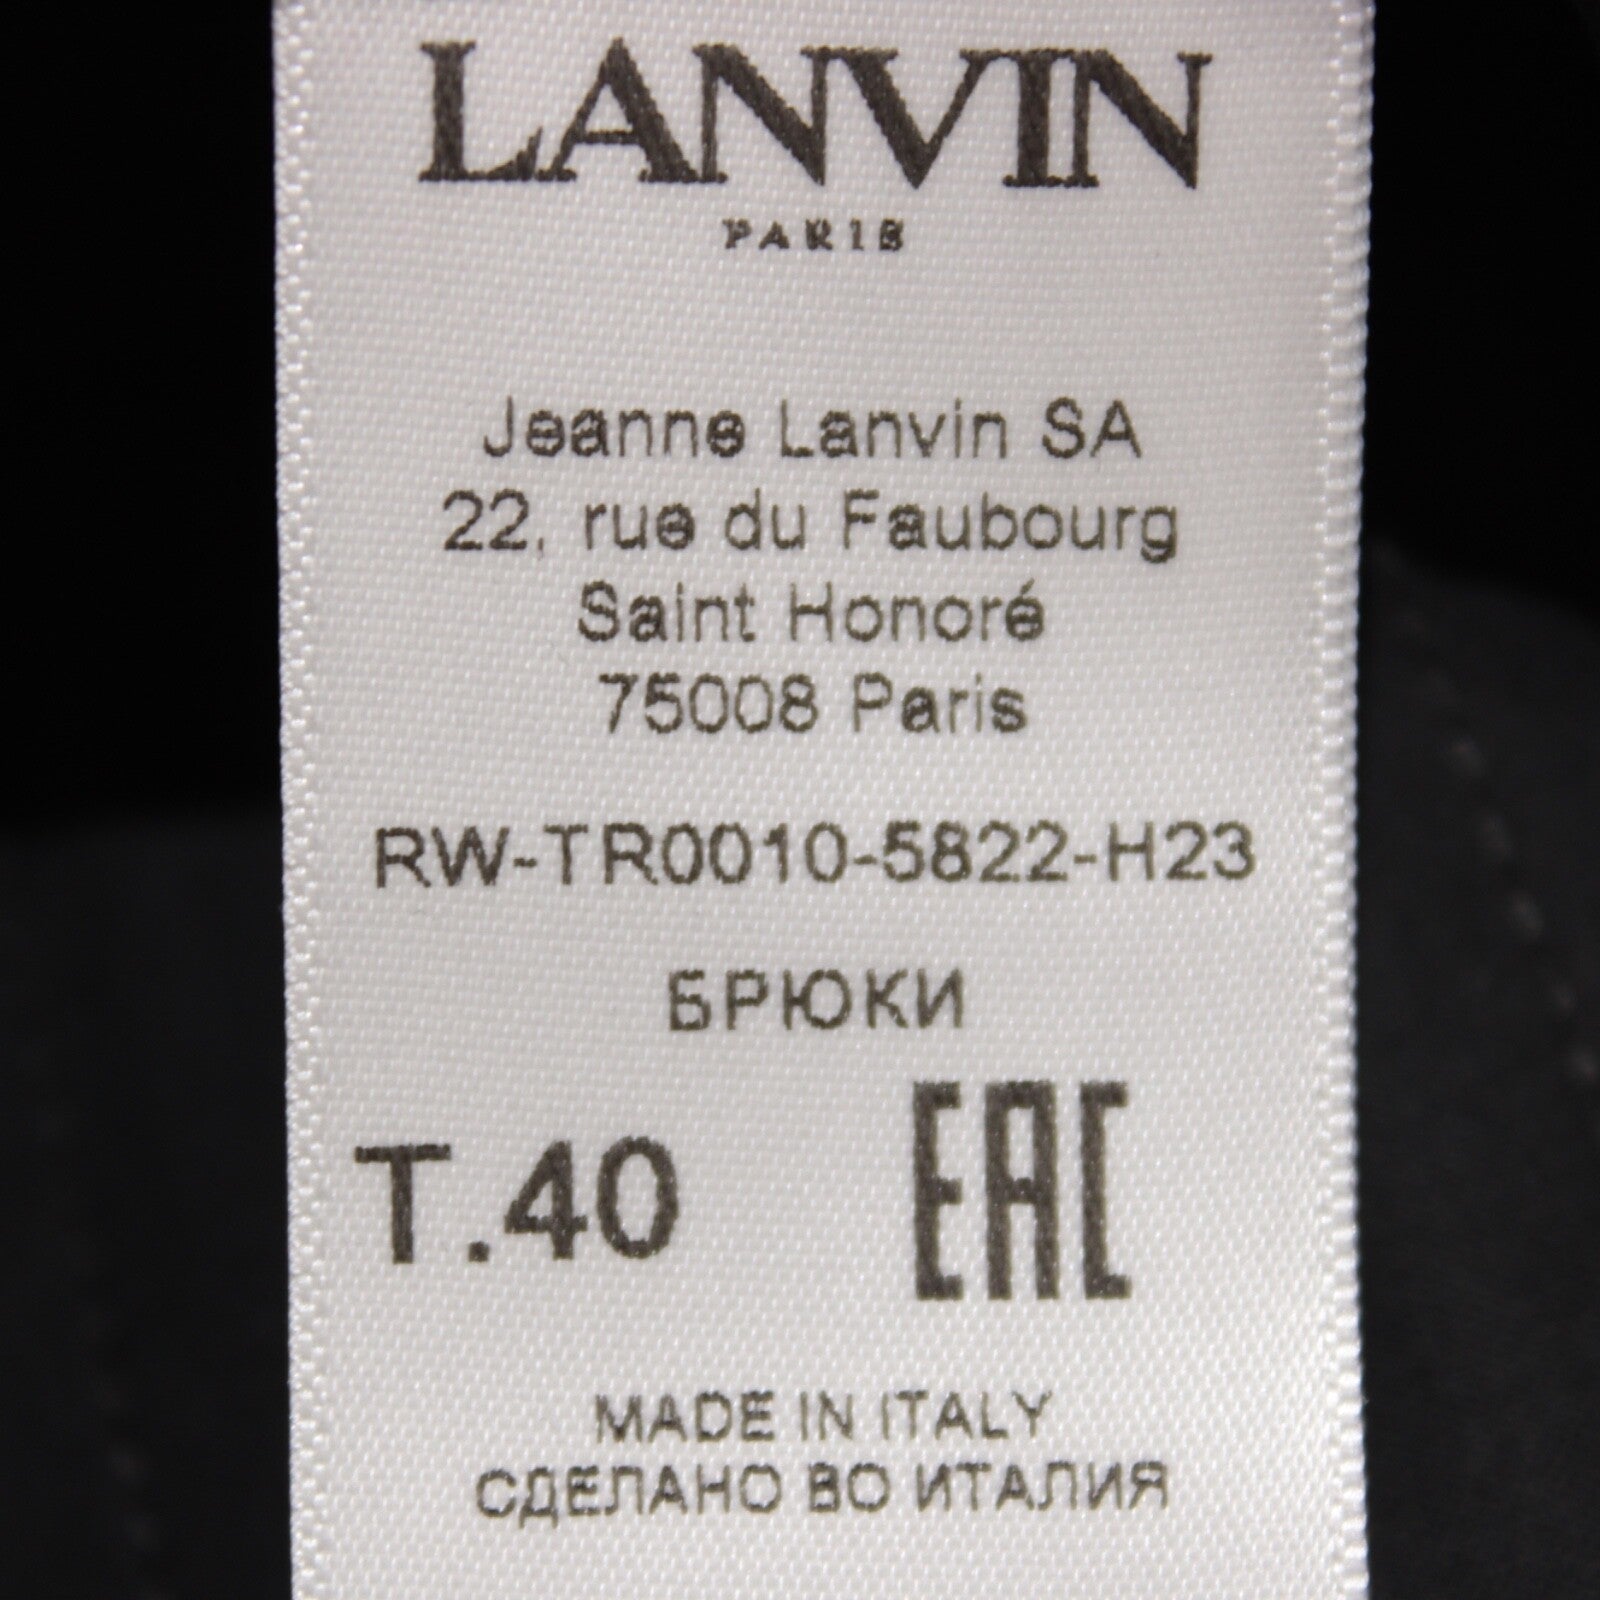 LANVIN
PARIS
Jeanne Lanvin SA
22, rue du Faubourg
Saint Honoré
75008 Paris
RW-TR0010-5822-H23
БРЮКИ
T.40 EAC
MADE IN ITALY
СДЕЛАНО ВО ИТАЛИЯ